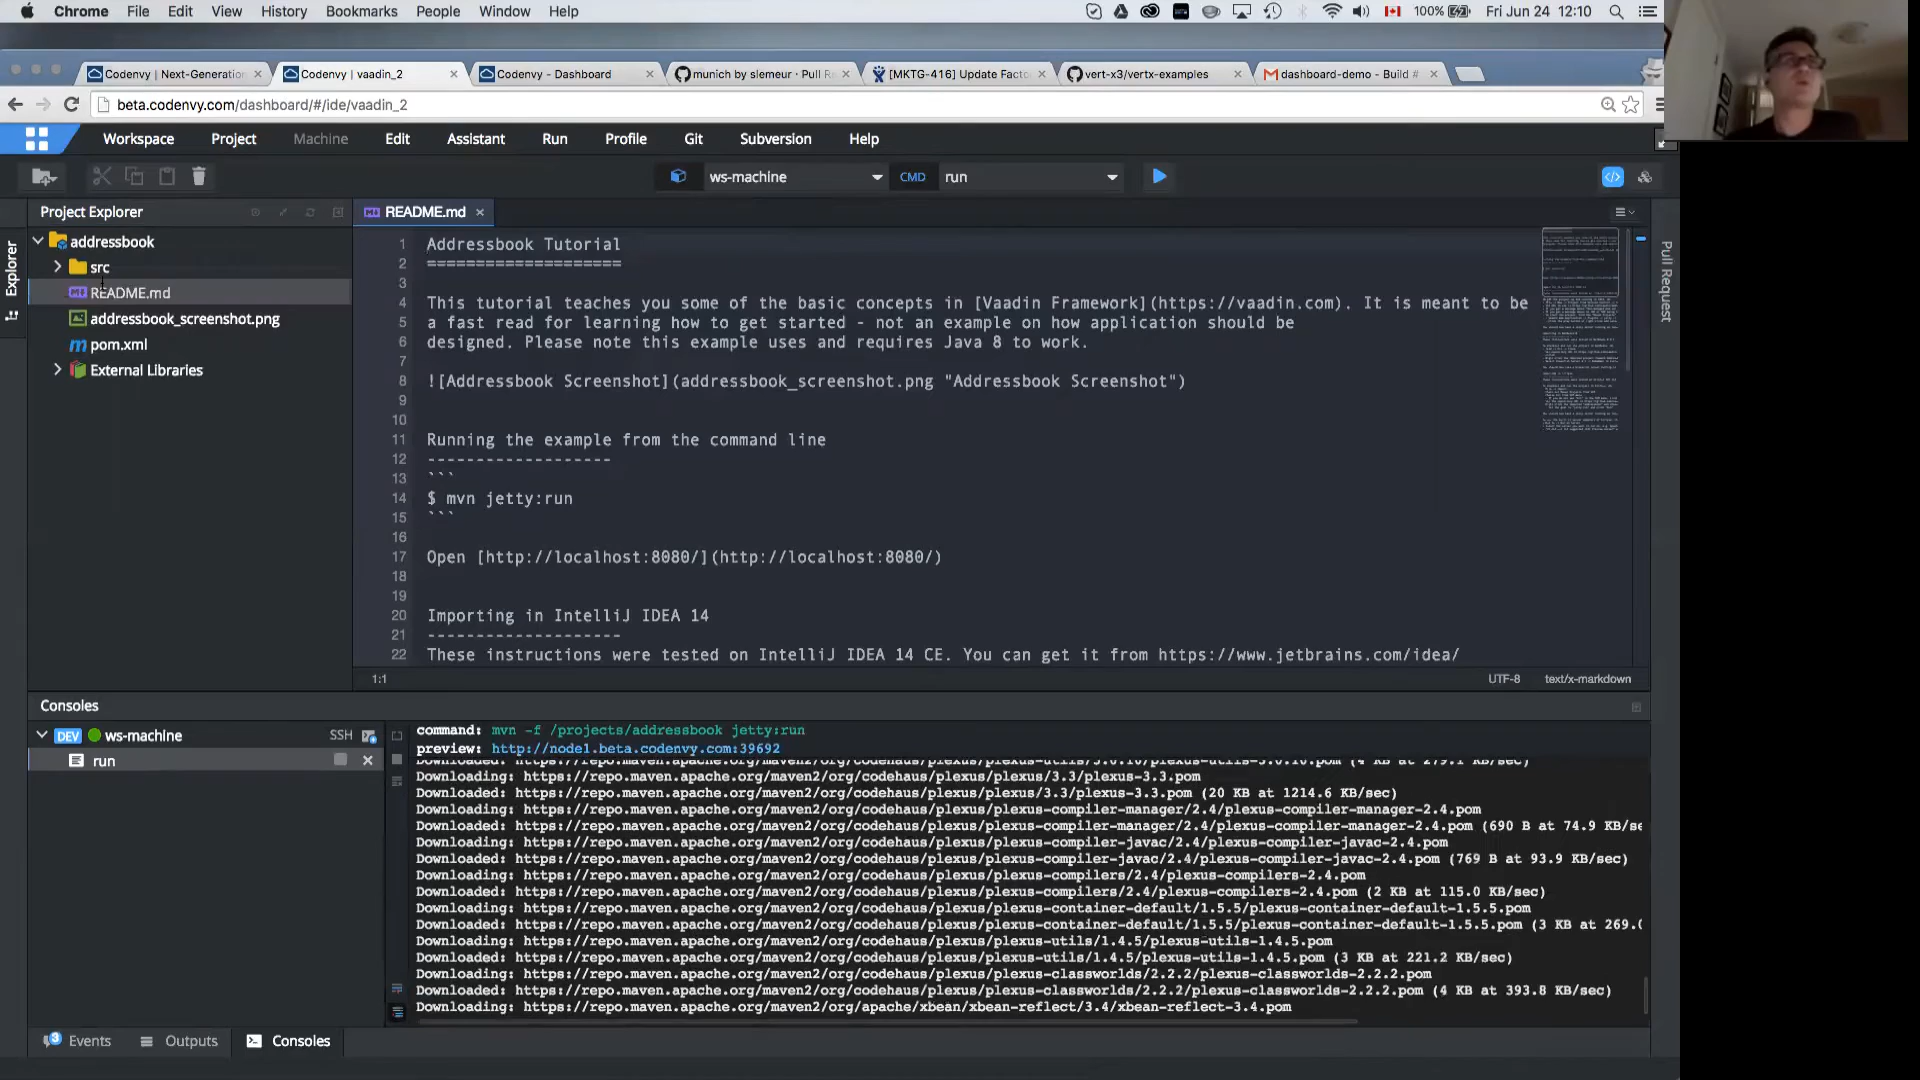 Chrome File Edit View History Bookmarks People Window Help 100% Fri Jun 24 12:10
Codenvy | Next-Generation Codenvy | vaadin_2 Codenvy - Dashboard munich by slemeur · Pull Re [MKTG-416] Update Facto vert-x3/vertx-examples dashboard-demo - Build #
beta.codenvy.com/dashboard/#/ide/vaadin_2
Workspace Project Machine Edit Assistant Run Profile Git Subversion Help
ws-machine CMD run
Project Explorer
README.md
Explorer
addressbook
src
README.md
addressbook_screenshot.png
pom.xml
External Libraries
1 Addressbook Tutorial
2 ====================
3
4 This tutorial teaches you some of the basic concepts in [Vaadin Framework](https://vaadin.com). It is meant to be
5 a fast read for learning how to get started - not an example on how application should be
6 designed. Please note this example uses and requires Java 8 to work.
7
8 ![Addressbook Screenshot](addressbook_screenshot.png "Addressbook Screenshot")
9
10
11 Running the example from the command line
12 -------------------
13 ```
14 $ mvn jetty:run
15 ```
16
17 Open [http://localhost:8080/](http://localhost:8080/)
18
19
20 Importing in IntelliJ IDEA 14
21 --------------------
22 These instructions were tested on IntelliJ IDEA 14 CE. You can get it from https://www.jetbrains.com/idea/
Pull Request
1:1 UTF-8 text/x-markdown
Consoles
DEV ws-machine SSH
run
command: mvn -f /projects/addressbook jetty:run
preview: http://node1.beta.codenvy.com:39692
Downloading: https://repo.maven.apache.org/maven2/org/codehaus/plexus/plexus/3.3/plexus-3.3.pom
Downloaded: https://repo.maven.apache.org/maven2/org/codehaus/plexus/plexus/3.3/plexus-3.3.pom (20 KB at 1214.6 KB/sec)
Downloading: https://repo.maven.apache.org/maven2/org/codehaus/plexus/plexus-compiler-manager/2.4/plexus-compiler-manager-2.4.pom
Downloaded: https://repo.maven.apache.org/maven2/org/codehaus/plexus/plexus-compiler-manager/2.4/plexus-compiler-manager-2.4.pom (690 B at 74.9 KB/se
Downloading: https://repo.maven.apache.org/maven2/org/codehaus/plexus/plexus-compiler-javac/2.4/plexus-compiler-javac-2.4.pom
Downloaded: https://repo.maven.apache.org/maven2/org/codehaus/plexus/plexus-compiler-javac/2.4/plexus-compiler-javac-2.4.pom (769 B at 93.9 KB/sec)
Downloading: https://repo.maven.apache.org/maven2/org/codehaus/plexus/plexus-compilers/2.4/plexus-compilers-2.4.pom
Downloaded: https://repo.maven.apache.org/maven2/org/codehaus/plexus/plexus-compilers/2.4/plexus-compilers-2.4.pom (2 KB at 115.0 KB/sec)
Downloading: https://repo.maven.apache.org/maven2/org/codehaus/plexus/plexus-container-default/1.5.5/plexus-container-default-1.5.5.pom
Downloaded: https://repo.maven.apache.org/maven2/org/codehaus/plexus/plexus-container-default/1.5.5/plexus-container-default-1.5.5.pom (3 KB at 269.0
Downloading: https://repo.maven.apache.org/maven2/org/codehaus/plexus/plexus-utils/1.4.5/plexus-utils-1.4.5.pom
Downloaded: https://repo.maven.apache.org/maven2/org/codehaus/plexus/plexus-utils/1.4.5/plexus-utils-1.4.5.pom (3 KB at 221.2 KB/sec)
Downloading: https://repo.maven.apache.org/maven2/org/codehaus/plexus/plexus-classworlds/2.2.2/plexus-classworlds-2.2.2.pom
Downloaded: https://repo.maven.apache.org/maven2/org/codehaus/plexus/plexus-classworlds/2.2.2/plexus-classworlds-2.2.2.pom (4 KB at 393.8 KB/sec)
Downloading: https://repo.maven.apache.org/maven2/org/apache/xbean/xbean-reflect/3.4/xbean-reflect-3.4.pom
3 Events Outputs Consoles